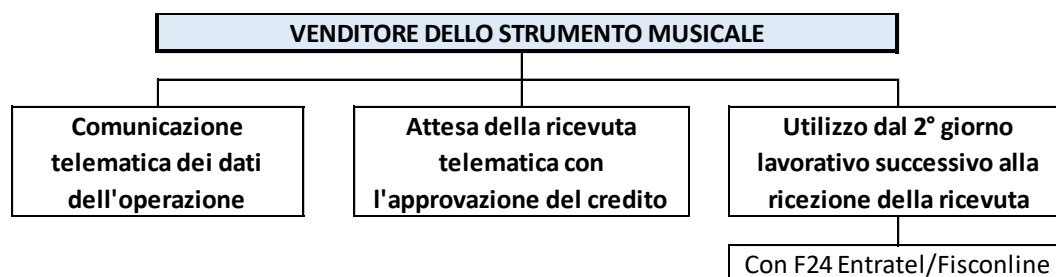 VENDITORE DELLO STRUMENTO MUSICALE
Comunicazione
telematica dei dati
dell'operazione
Attesa della ricevuta
telematica con
l'approvazione del credito
Utilizzo dal 2° giorno
lavorativo successivo alla
ricezione della ricevuta
Con F24 Entratel/Fisconline